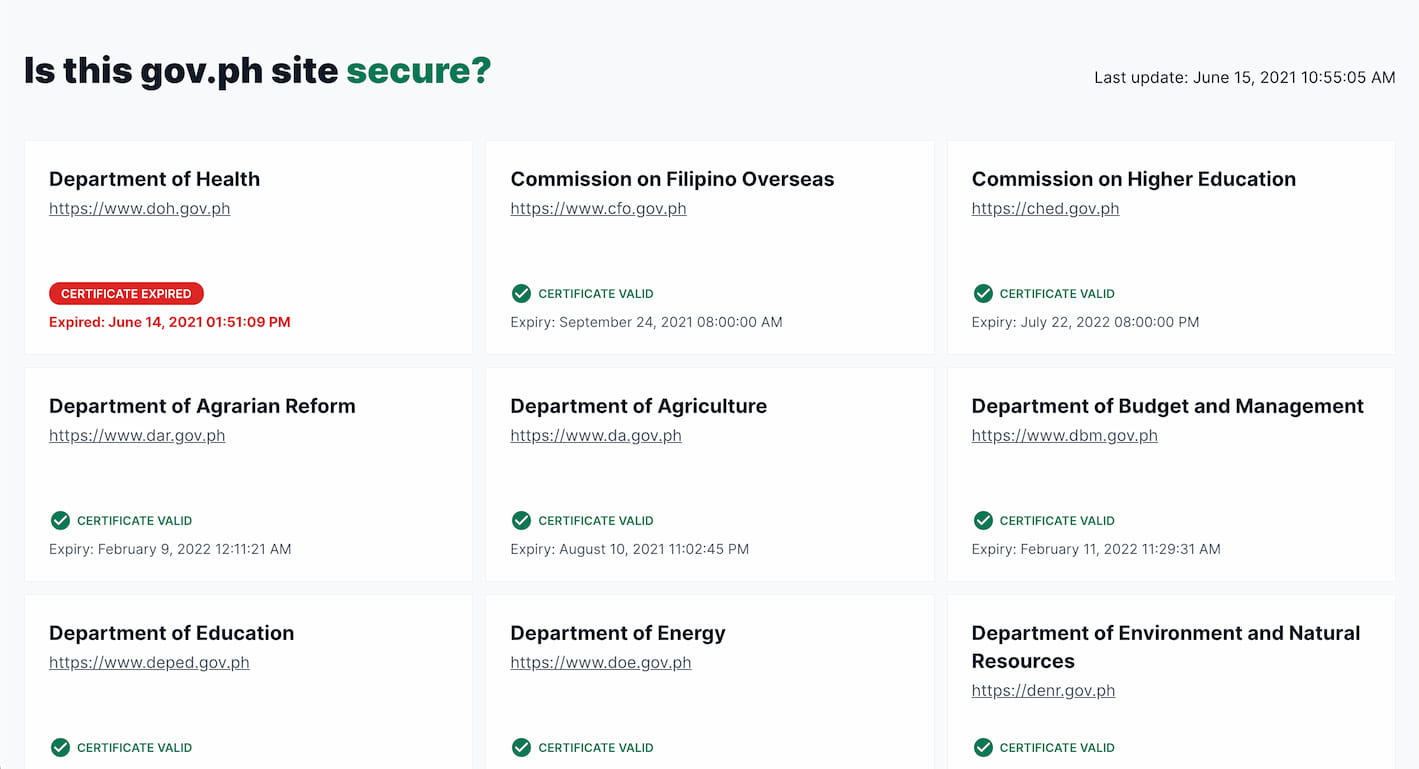 Is this gov.ph site secure?
Last update: June 15, 2021 10:55:05 AM
Department of Health
https://www.doh.gov.ph
CERTIFICATE EXPIRED
Expired: June 14, 2021 01:51:09 PM
Commission on Filipino Overseas
https://www.cfo.gov.ph
CERTIFICATE VALID
Expiry: September 24, 2021 08:00:00 AM
Commission on Higher Education
https://ched.gov.ph
CERTIFICATE VALID
Expiry: July 22, 2022 08:00:00 PM
Department of Agrarian Reform
https://www.dar.gov.ph
CERTIFICATE VALID
Expiry: February 9, 2022 12:11:21 AM
Department of Agriculture
https://www.da.gov.ph
CERTIFICATE VALID
Expiry: August 10, 2021 11:02:45 PM
Department of Budget and Management
https://www.dbm.gov.ph
CERTIFICATE VALID
Expiry: February 11, 2022 11:29:31 AM
Department of Education
https://www.deped.gov.ph
CERTIFICATE VALID
Department of Energy
https://www.doe.gov.ph
CERTIFICATE VALID
Department of Environment and Natural
Resources
https://denr.gov.ph
CERTIFICATE VALID